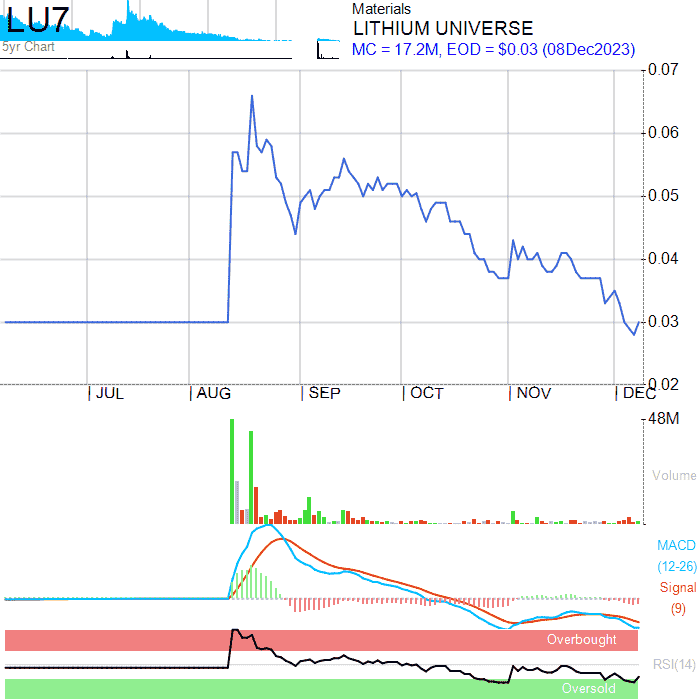 LU7
5yr Chart
Materials
LITHIUM UNIVERSE
MC = 17.2M, EOD = $0.03 (08Dec2023)
0.07
0.06
0.05
0.04
0.03
0.02
JUL
AUG
SEP
OCT
NOV
DEC
48M
Volume
MACD
(12-26)
Signal
(9)
Overbought
RSI(14)
Oversold